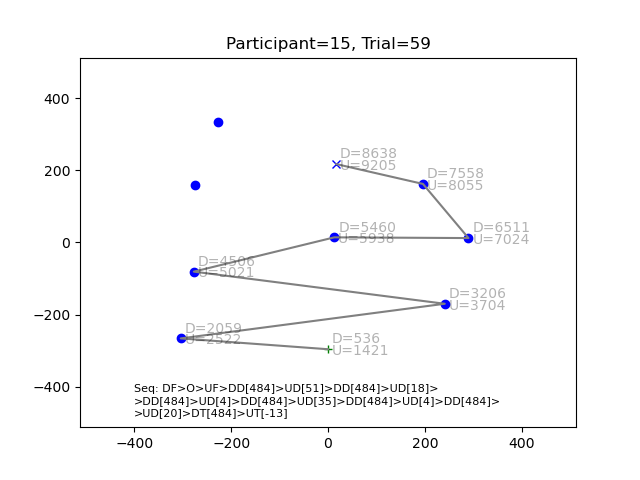 Participant=15, Trial=59
400
200
0
−200
−400
D=8638
U=9205
D=7558
U=8055
D=5460
U=5938
D=6511
U=7024
D=4506
U=5021
D=3206
U=3704
D=2059
U=2522
D=536
U=1421
Seq: DF>O>UF>DD[484]>UD[51]>DD[484]>UD[18]>
>DD[484]>UD[4]>DD[484]>UD[35]>DD[484]>UD[4]>DD[484]>
>UD[20]>DT[484]>UT[-13]
−400
−200
0
200
400